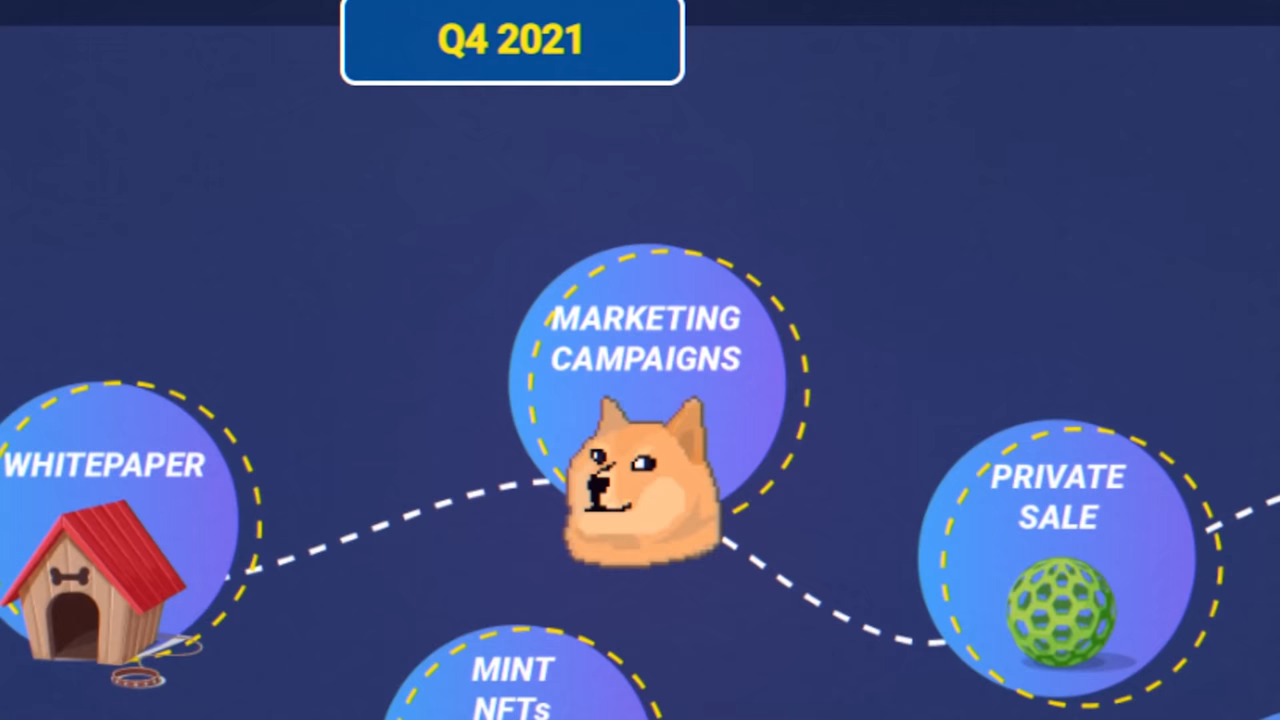 Q4 2021
MARKETING
CAMPAIGNS
WHITEPAPER
PRIVATE
SALE
MINT
NFTs